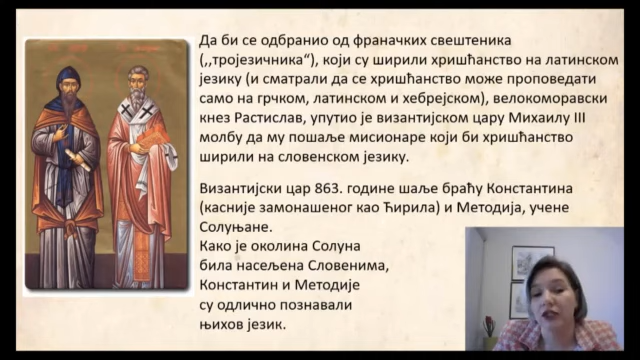 Да би се одбранио од франачких свештеника
(,,тројезичника“), који су ширили хришћанство на латинском
језику (и сматрали да се хришћанство може проповедати
само на грчком, латинском и хебрејском), великоморавски
кнез Растислав, упутио је византијском цару Михаилу III
молбу да му пошаље мисионаре који би хришћанство
ширили на словенском језику.
Византијски цар 863. године шаље браћу Константина
(касније замонашеног као Ћирила) и Методија, учене
Солуњане.
Како је околина Солуна
била насељена Словенима,
Константин и Методије
су одлично познавали
њихов језик.